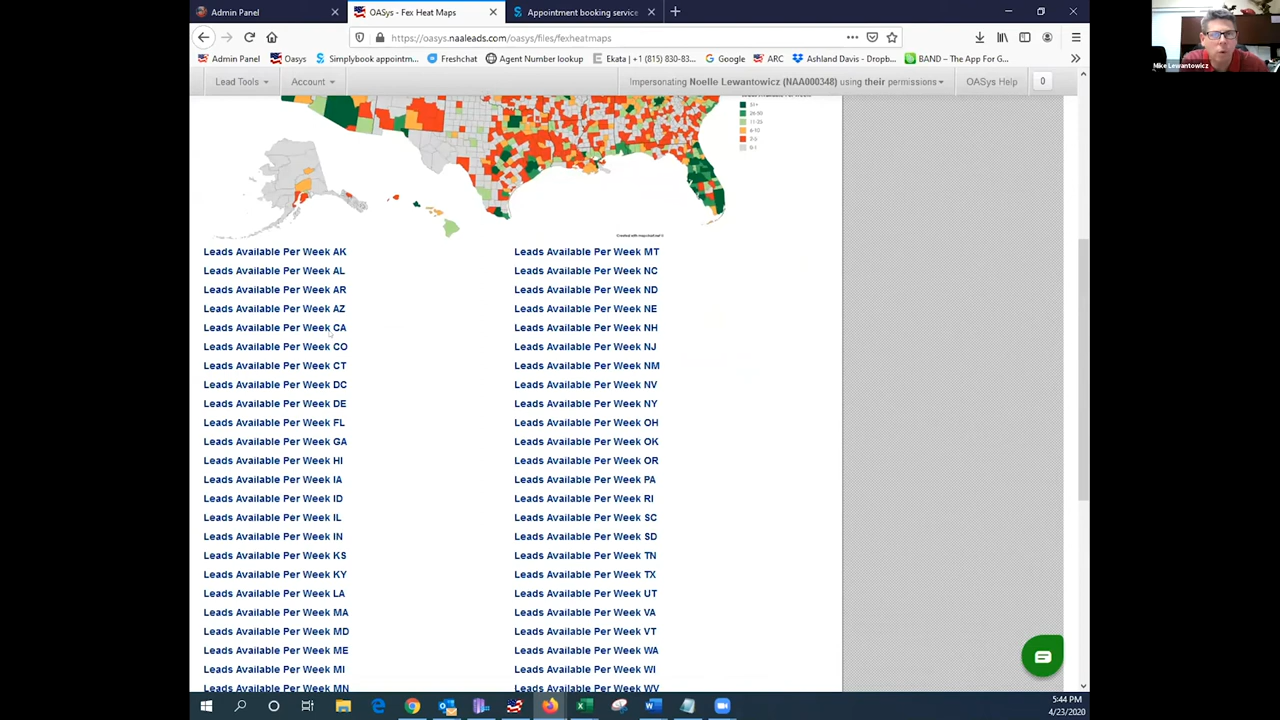 Admin Panel
OASys - Fex Heat Maps
Appointment booking service
https://oasys.naaleads.com/oasys/files/fexheatmaps
Admin Panel
Oasys
Simplybook appointm...
Freshchat
Agent Number lookup
Ekata | +1 (815) 830-83...
Google
ARC
Ashland Davis - Dropb...
BAND – The App For G...
Lead Tools
Account
Impersonating Noelle Lewantowicz (NAA000348) using their permissions
OASys Help
0
Mike Lewantowicz
51+
26-50
11-25
6-10
2-5
0-1
Leads Available Per Week AK
Leads Available Per Week AL
Leads Available Per Week AR
Leads Available Per Week AZ
Leads Available Per Week CA
Leads Available Per Week CO
Leads Available Per Week CT
Leads Available Per Week DC
Leads Available Per Week DE
Leads Available Per Week FL
Leads Available Per Week GA
Leads Available Per Week HI
Leads Available Per Week IA
Leads Available Per Week ID
Leads Available Per Week IL
Leads Available Per Week IN
Leads Available Per Week KS
Leads Available Per Week KY
Leads Available Per Week LA
Leads Available Per Week MA
Leads Available Per Week MD
Leads Available Per Week ME
Leads Available Per Week MI
Leads Available Per Week MN
Leads Available Per Week MT
Leads Available Per Week NC
Leads Available Per Week ND
Leads Available Per Week NE
Leads Available Per Week NH
Leads Available Per Week NJ
Leads Available Per Week NM
Leads Available Per Week NV
Leads Available Per Week NY
Leads Available Per Week OH
Leads Available Per Week OK
Leads Available Per Week OR
Leads Available Per Week PA
Leads Available Per Week RI
Leads Available Per Week SC
Leads Available Per Week SD
Leads Available Per Week TN
Leads Available Per Week TX
Leads Available Per Week UT
Leads Available Per Week VA
Leads Available Per Week VT
Leads Available Per Week WA
Leads Available Per Week WI
Leads Available Per Week WV
5:44 PM
4/23/2020